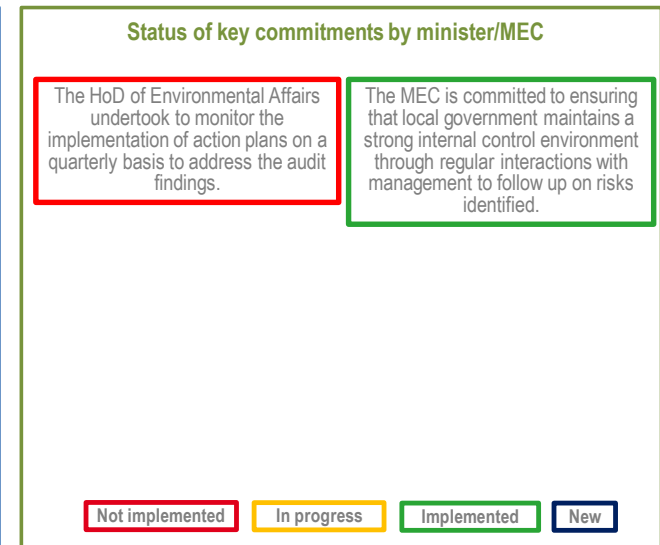 Status of key commitments by minister/MEC
The HoD of Environmental Affairs
undertook to monitor the
implementation of action plans on a
quarterly basis to address the audit
findings.
The MEC is committed to ensuring
that local government maintains a
strong internal control environment
through regular interactions with
management to follow up on risks
identified.
Not implemented
In progress
Implemented
New